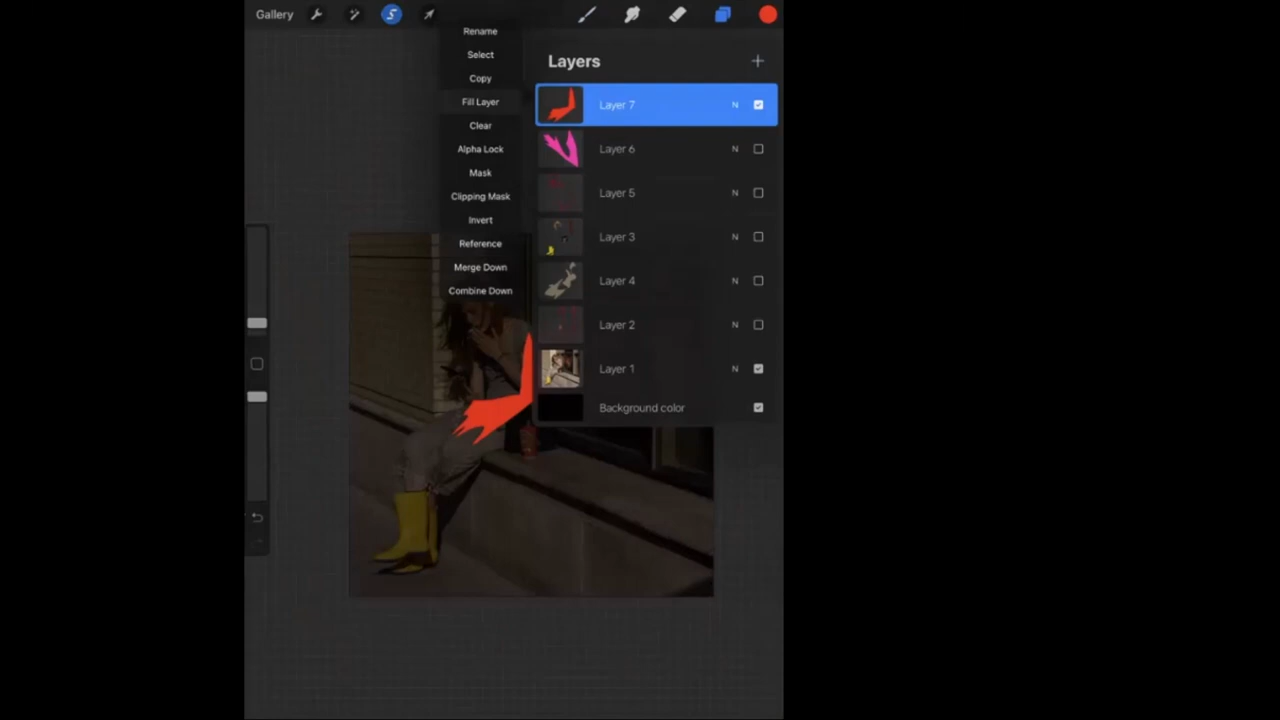 Gallery
Rename
Select
Copy
Fill Layer
Clear
Alpha Lock
Mask
Clipping Mask
Invert
Reference
Merge Down
Combine Down
Layers
Layer 7 N
Layer 6 N
Layer 5 N
Layer 3 N
Layer 4 N
Layer 2 N
Layer 1 N
Background color